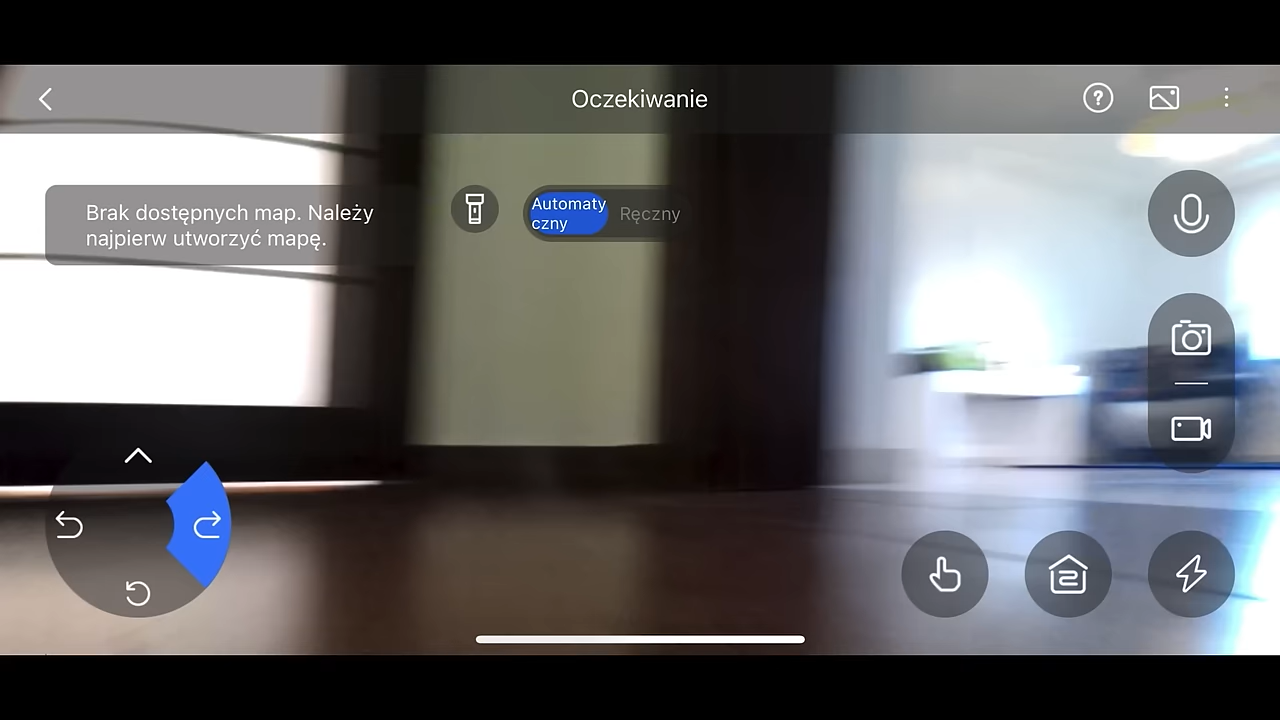 Oczekiwanie
Brak dostępnych map. Należy
najpierw utworzyć mapę.
Automaty
czny
Ręczny